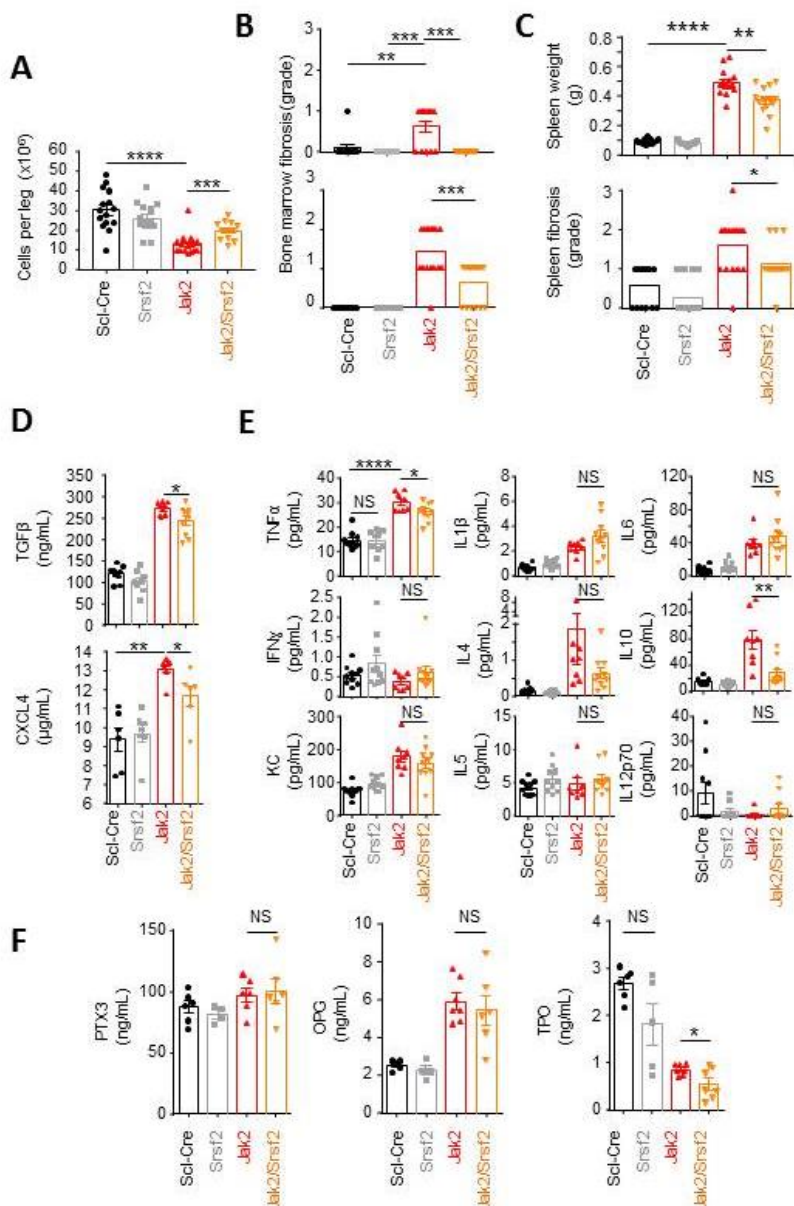 A
Cells per leg (x10⁶)
60
50
40
30
20
10
0
****
***
Scl-Cre
Srsf2
Jak2
Jak2/Srsf2
B
Bone marrow fibrosis (grade)
3
2
1
0
**
***
***
3
2
1
0
***
Scl-Cre
Srsf2
Jak2
Jak2/Srsf2
C
Spleen weight
(g)
0.8
0.6
0.4
0.2
0
****
**
Spleen fibrosis
(grade)
3
2
1
0
*
Scl-Cre
Srsf2
Jak2
Jak2/Srsf2
D
TGFβ
(ng/mL)
350
300
250
200
150
100
50
0
*
CXCL4
(µg/mL)
14
13
12
11
10
9
8
7
6
**
*
Scl-Cre
Srsf2
Jak2
Jak2/Srsf2
E
TNFα
(pg/mL)
50
40
30
20
10
0
****
NS
*
IL1β
(pg/mL)
8
6
4
2
0
NS
IL6
(pg/mL)
120
80
40
0
NS
IFNɣ
(pg/mL)
2.5
2.0
1.5
1.0
0.5
0.0
NS
IL4
(pg/mL)
NS
IL10
(pg/mL)
120
80
40
0
**
KC
(pg/mL)
300
200
100
0
NS
Scl-Cre
Srsf2
Jak2
Jak2/Srsf2
IL5
(pg/mL)
15
10
5
0
NS
Scl-Cre
Srsf2
Jak2
Jak2/Srsf2
IL12p70
(pg/mL)
40
30
20
10
0
NS
Scl-Cre
Srsf2
Jak2
Jak2/Srsf2
F
PTX3
(ng/mL)
150
100
50
0
NS
Scl-Cre
Srsf2
Jak2
Jak2/Srsf2
OPG
(ng/mL)
10
8
6
4
2
0
NS
Scl-Cre
Srsf2
Jak2
Jak2/Srsf2
TPO
(ng/mL)
4
3
2
1
0
NS
*
Scl-Cre
Srsf2
Jak2
Jak2/Srsf2